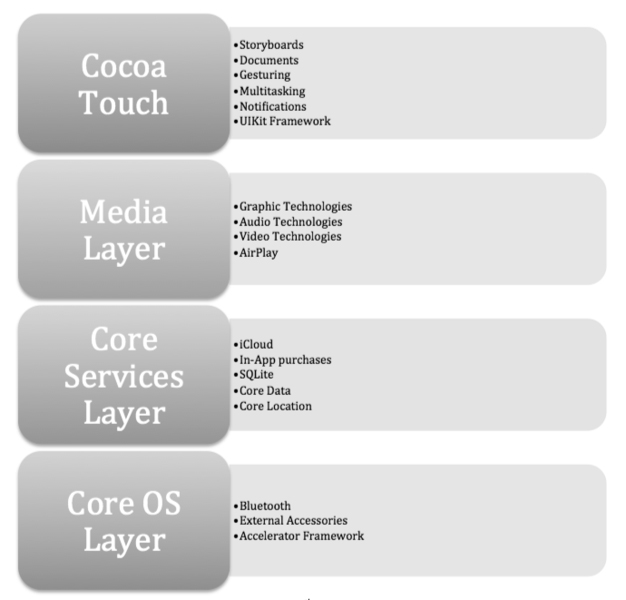 Cocoa
Touch
•Storyboards
•Documents
•Gesturing
•Multitasking
•Notifications
•UIKit Framework
Media
Layer
•Graphic Technologies
•Audio Technologies
•Video Technologies
•AirPlay
Core
Services
Layer
•iCloud
•In-App purchases
•SQLite
•Core Data
•Core Location
Core OS
Layer
•Bluetooth
•External Accessories
•Accelerator Framework